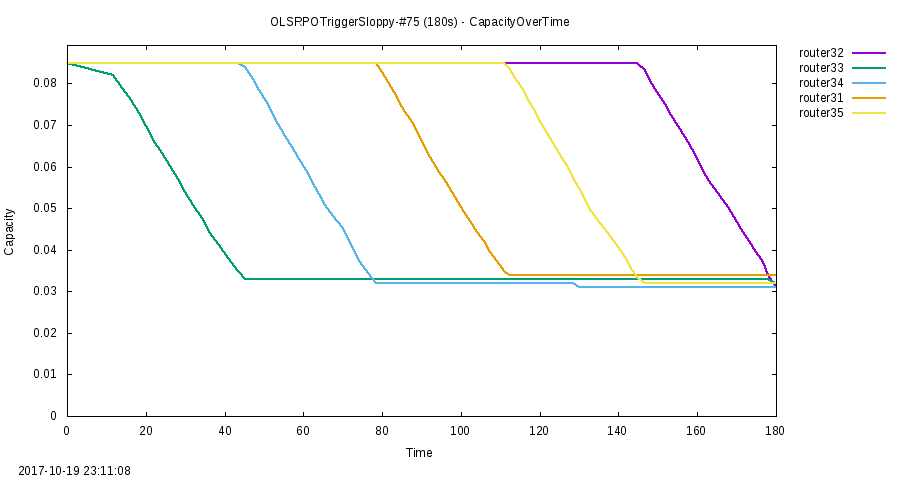 OLSRPOTriggerSloppy-#75 (180s) - CapacityOverTime
router32
router33
router34
router31
router35
0.08
0.07
0.06
0.05
0.04
0.03
0.02
0.01
0
Capacity
0 20 40 60 80 100 120 140 160 180
Time
2017-10-19 23:11:08